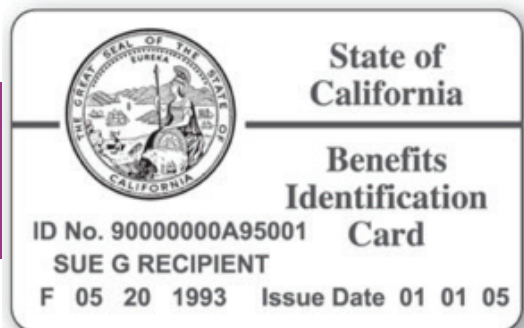 THE GREAT SEAL OF THE STATE OF CALIFORNIA
EUREKA
State of
California
Benefits
Identification
Card
ID No. 90000000A95001
SUE G RECIPIENT
F 05 20 1993 Issue Date 01 01 05